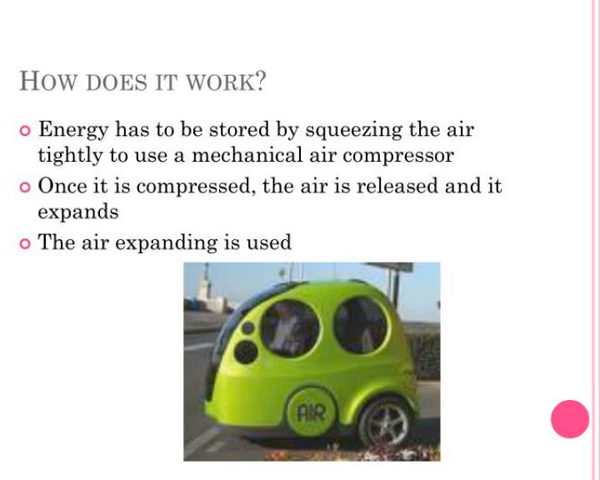 HOW DOES IT WORK?
Energy has to be stored by squeezing the air
tightly to use a mechanical air compressor
Once it is compressed, the air is released and it
expands
The air expanding is used
AIR